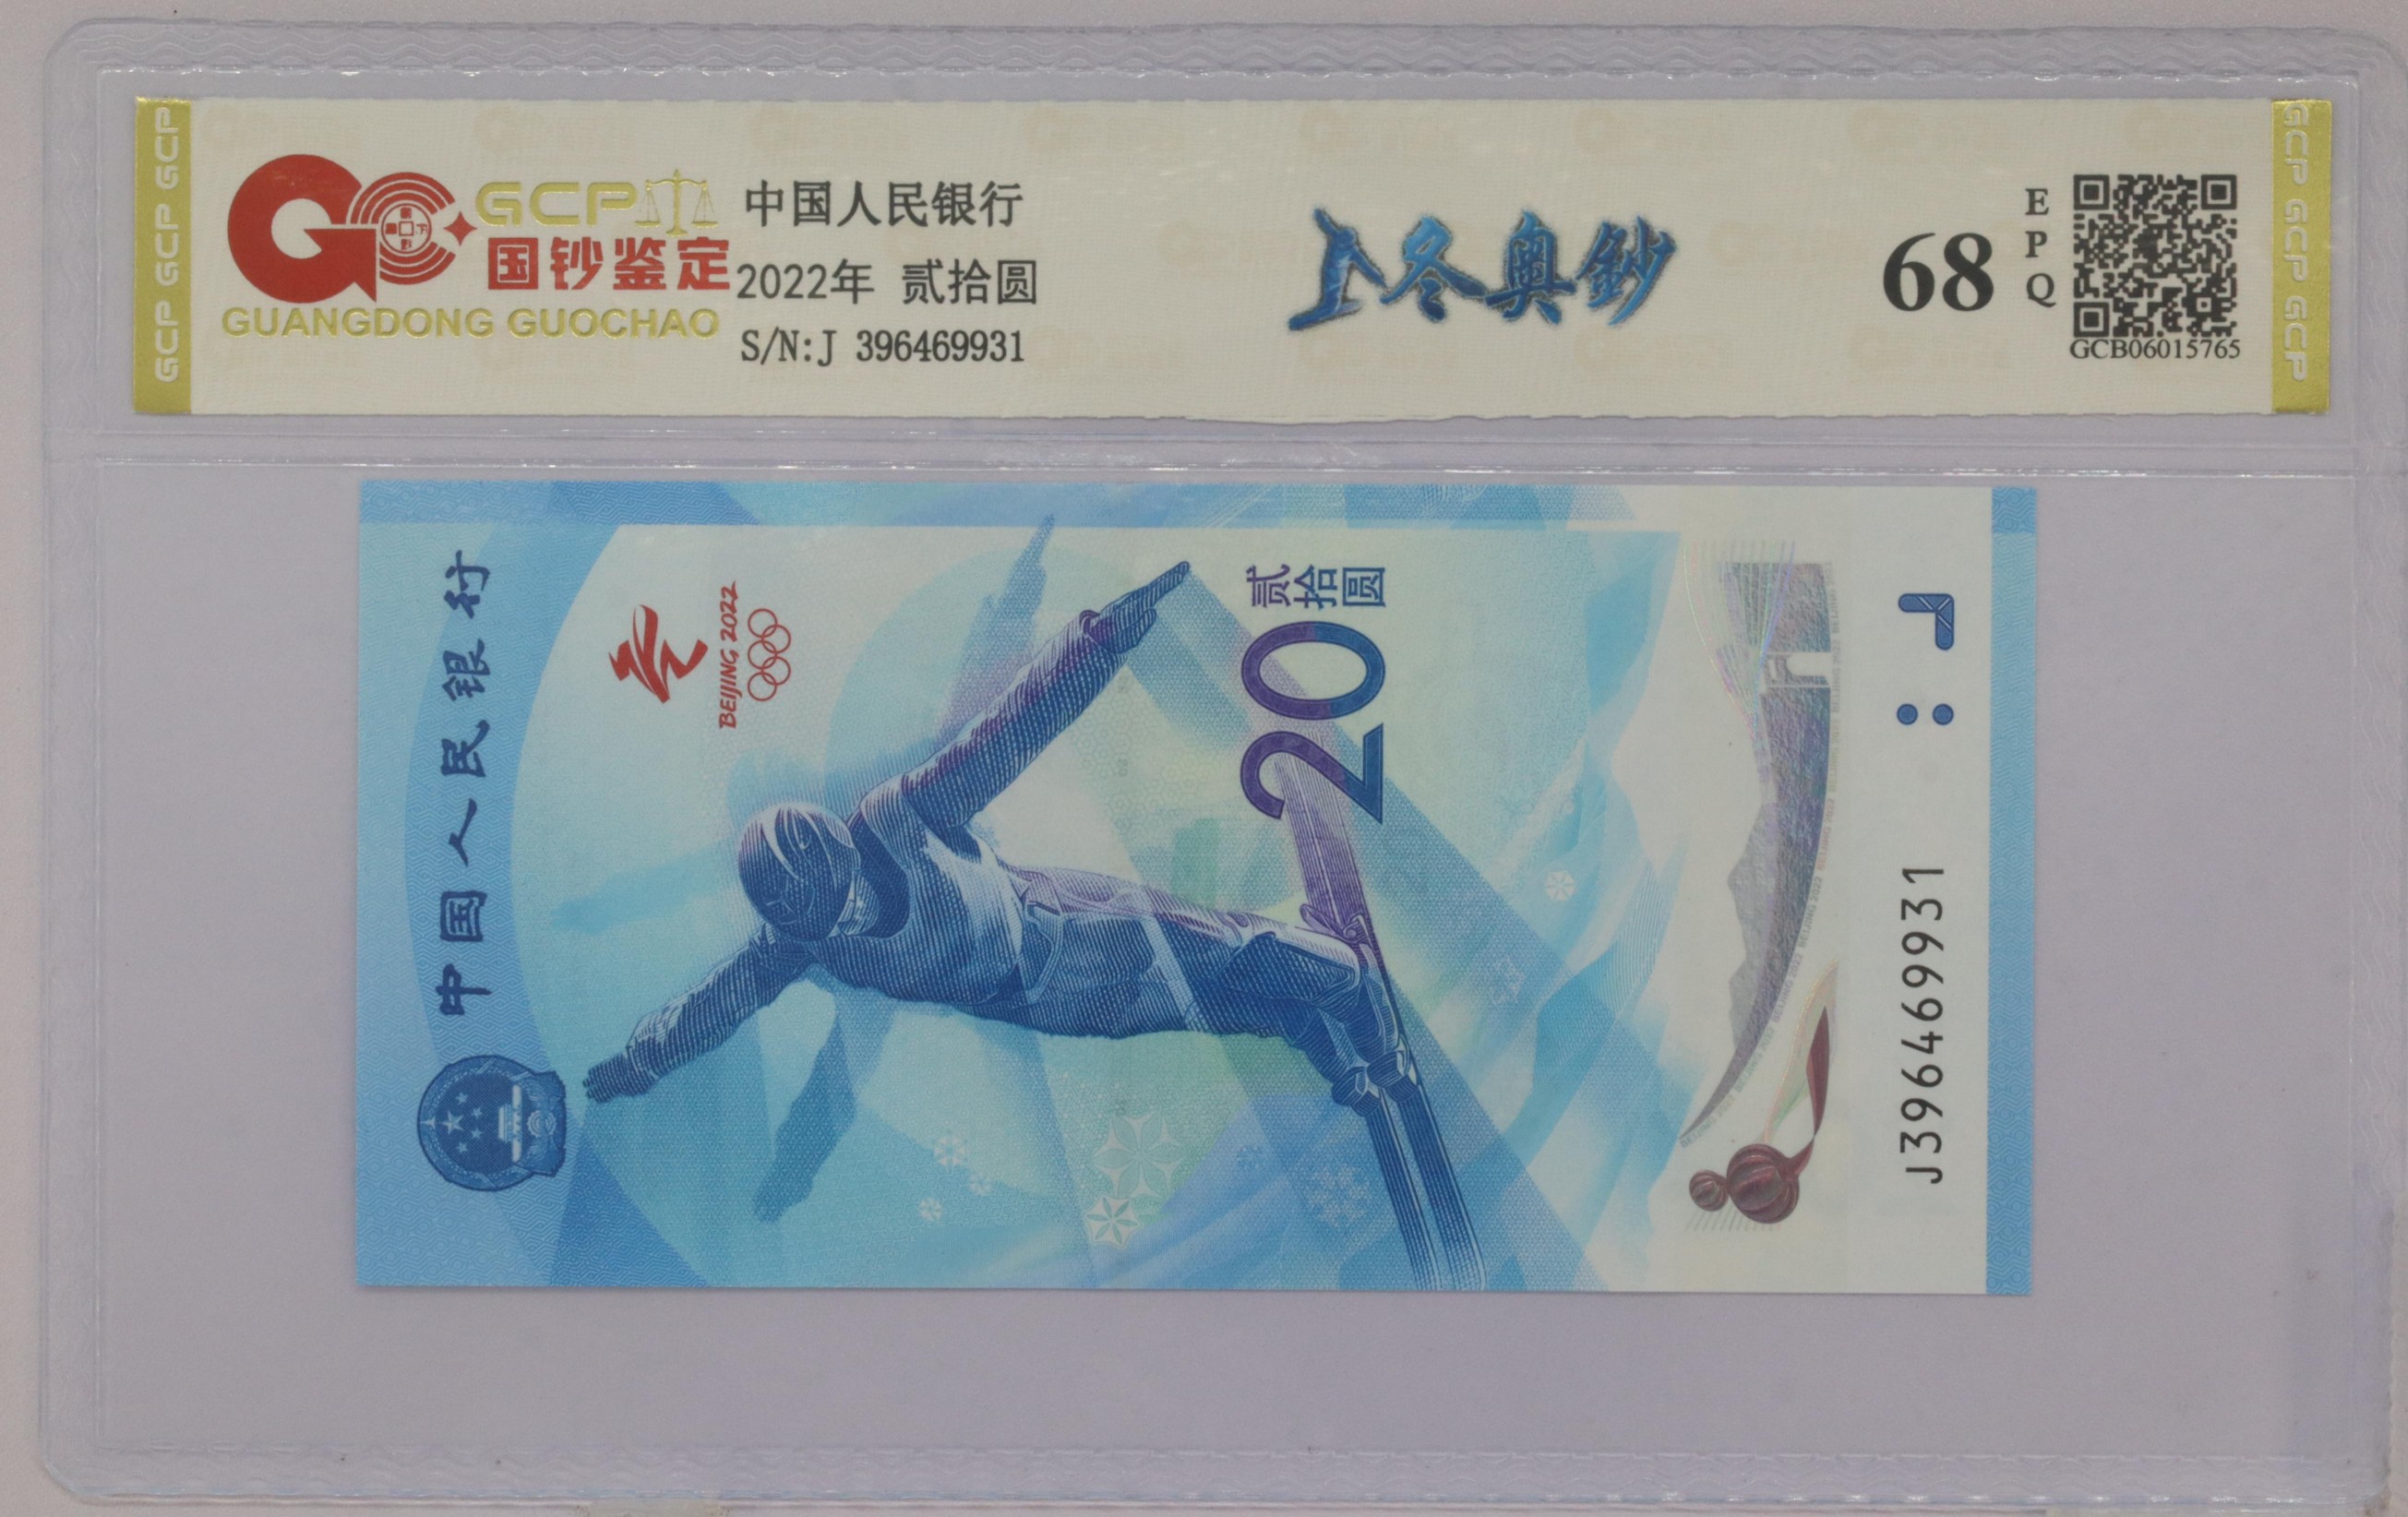 GCP GCP GCP
GCP
国钞鉴定
GUANGDONG GUOCHAO
中国人民银行
2022年 贰拾圆
S/N:J 396469931
冬奥鈔
68
EPQ
GCB06015765
GCP GCP GCP
中国人民银行
BEIJING 2022
贰拾圆
20
J396469931